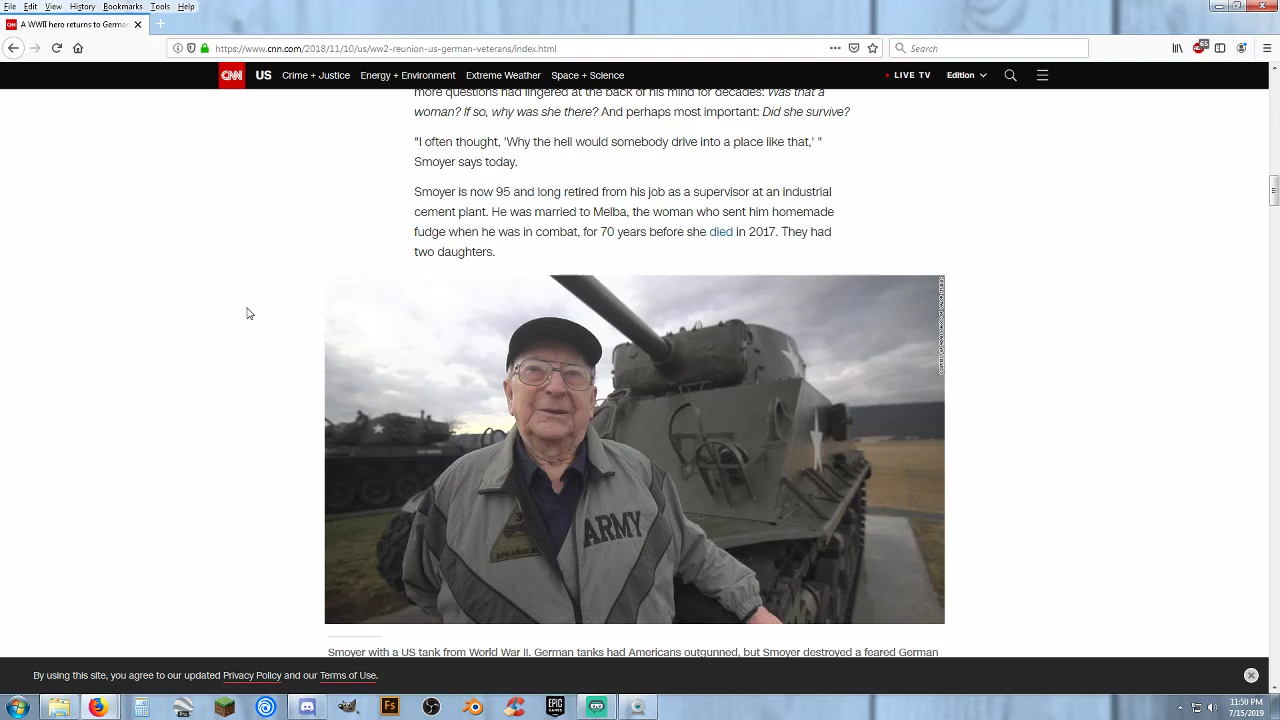 File Edit View History Bookmarks Tools Help
A WWII hero returns to German
https://www.cnn.com/2018/11/10/us/ww2-reunion-us-german-veterans/index.html
Search
65
CNN US Crime + Justice Energy + Environment Extreme Weather Space + Science
LIVE TV Edition
more questions had lingered at the back of his mind for decades: Was that a
woman? If so, why was she there? And perhaps most important: Did she survive?
"I often thought, 'Why the hell would somebody drive into a place like that,' "
Smoyer says today.
Smoyer is now 95 and long retired from his job as a supervisor at an industrial
cement plant. He was married to Melba, the woman who sent him homemade
fudge when he was in combat, for 70 years before she died in 2017. They had
two daughters.
3
SPEARHEAD
ARMY
Smoyer with a US tank from World War II. German tanks had Americans outgunned, but Smoyer destroyed a feared German
By using this site, you agree to our updated Privacy Policy and our Terms of Use.
Pro
Fs
EPIC
GAMES
11:50 PM
7/15/2019